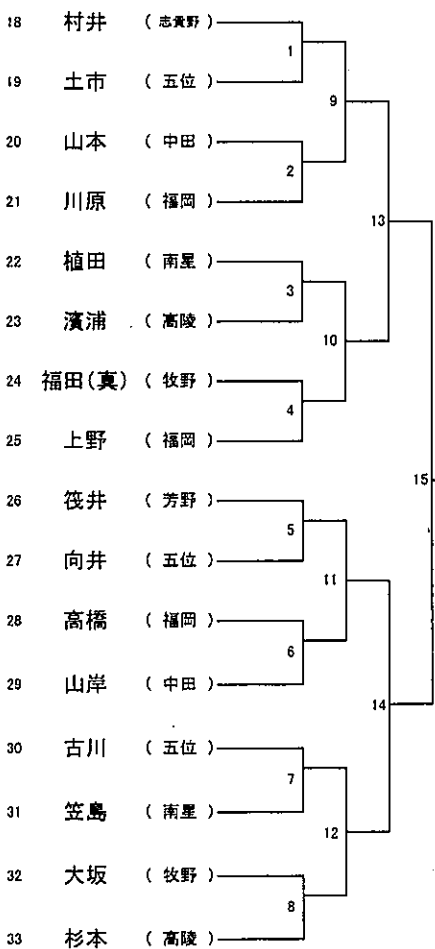 18 村井 (志貴野)
1
19 土市 (五位)
9
20 山本 (中田)
2
21 川原 (福岡)
13
22 植田 (南星)
3
23 濱浦 (高陵)
10
24 福田(真) (牧野)
4
25 上野 (福岡)
15
26 筏井 (芳野)
5
27 向井 (五位)
11
28 高橋 (福岡)
6
29 山岸 (中田)
14
30 古川 (五位)
7
31 笠島 (南星)
12
32 大坂 (牧野)
8
33 杉本 (高陵)